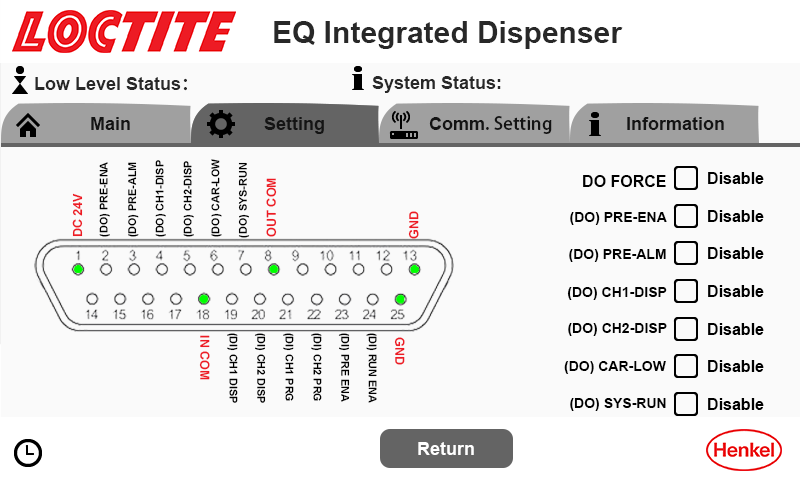 LOCTITE
EQ Integrated Dispenser
Low Level Status:
System Status:
Main
Setting
Comm. Setting
Information
DC 24V
(DO) PRE-ENA
(DO) PRE-ALM
(DO) CH1-DISP
(DO) CH2-DISP
(DO) CAR-LOW
(DO) SYS-RUN
OUT COM
GND
1 2 3 4 5 6 7 8 9 10 11 12 13
14 15 16 17 18 19 20 21 22 23 24 25
IN COM
(DI) CH1 DISP
(DI) CH2 DISP
(DI) CH1 PRG
(DI) CH2 PRG
(DI) PRE ENA
(DI) RUN ENA
GND
DO FORCE Disable
(DO) PRE-ENA Disable
(DO) PRE-ALM Disable
(DO) CH1-DISP Disable
(DO) CH2-DISP Disable
(DO) CAR-LOW Disable
(DO) SYS-RUN Disable
Return
Henkel